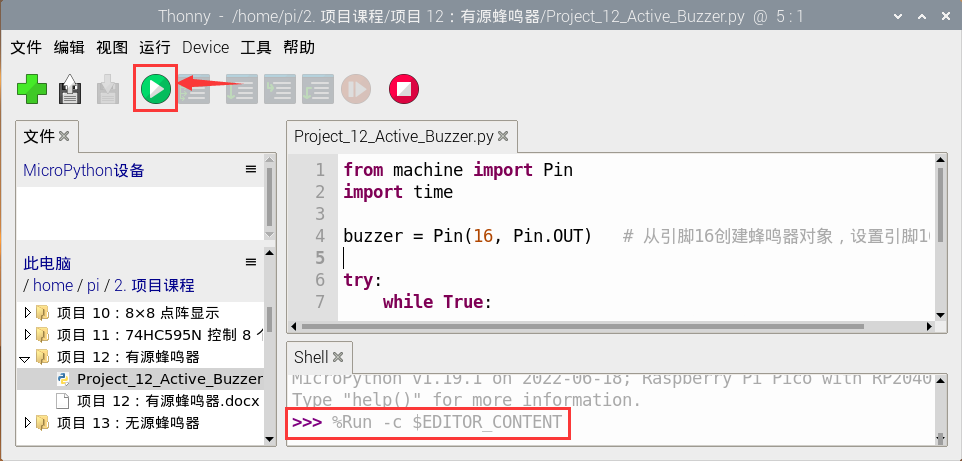 Thonny - /home/pi/2. 项目课程/项目 12：有源蜂鸣器/Project_12_Active_Buzzer.py @ 5 : 1
文件 编辑 视图 运行 Device 工具 帮助
文件
MicroPython设备
此电脑
/ home / pi / 2. 项目课程
项目 10：8×8 点阵显示
项目 11：74HC595N 控制 8 个
项目 12：有源蜂鸣器
Project_12_Active_Buzzer
项目 12：有源蜂鸣器.docx
项目 13：无源蜂鸣器
Project_12_Active_Buzzer.py
1 from machine import Pin
2 import time
3
4 buzzer = Pin(16, Pin.OUT) # 从引脚16创建蜂鸣器对象，设置引脚1
5
6 try:
7 while True:
Shell
MicroPython v1.19.1 on 2022-06-18; Raspberry Pi Pico with RP2040
Type "help()" for more information.
>>> %Run -c $EDITOR_CONTENT